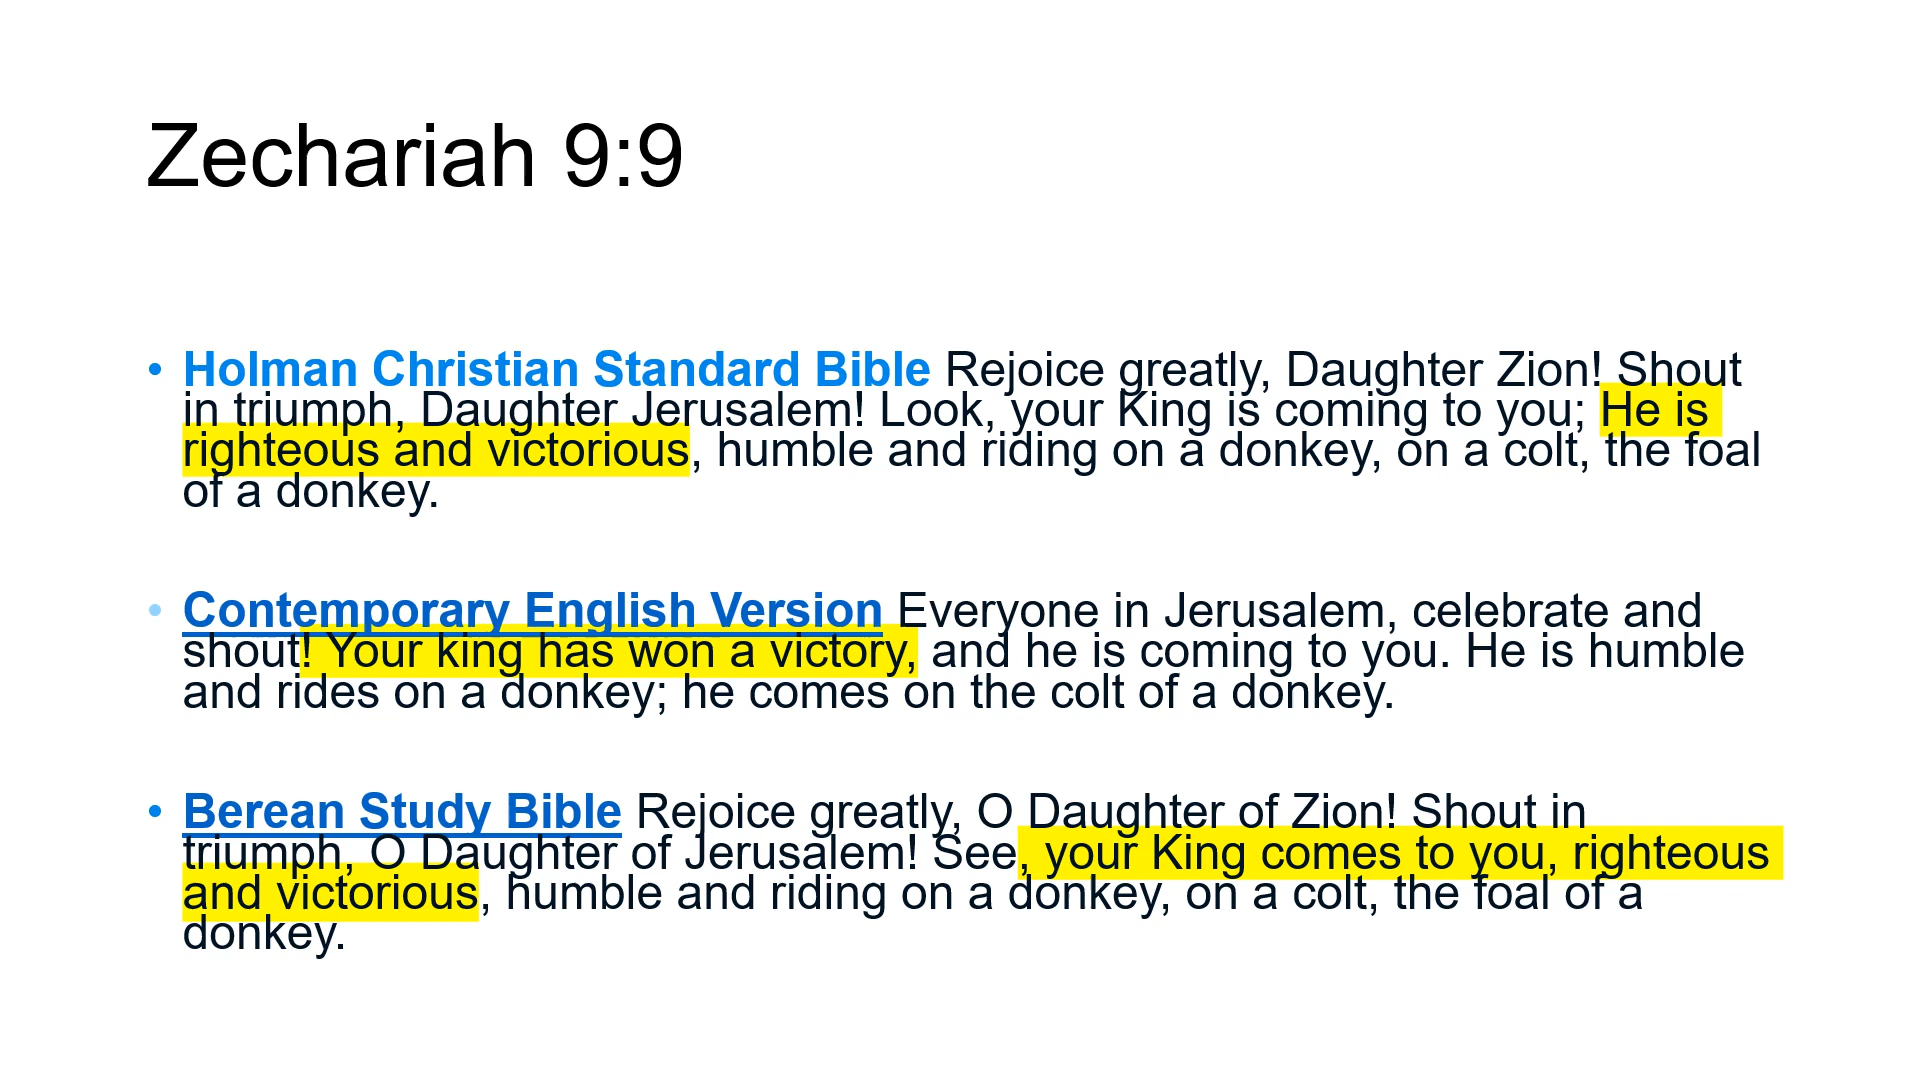 Zechariah 9:9
• Holman Christian Standard Bible Rejoice greatly, Daughter Zion! Shout
in triumph, Daughter Jerusalem! Look, your King is coming to you; He is
righteous and victorious, humble and riding on a donkey, on a colt, the foal
of a donkey.
• Contemporary English Version Everyone in Jerusalem, celebrate and
shout! Your king has won a victory, and he is coming to you. He is humble
and rides on a donkey; he comes on the colt of a donkey.
• Berean Study Bible Rejoice greatly, O Daughter of Zion! Shout in
triumph, O Daughter of Jerusalem! See, your King comes to you, righteous
and victorious, humble and riding on a donkey, on a colt, the foal of a
donkey.